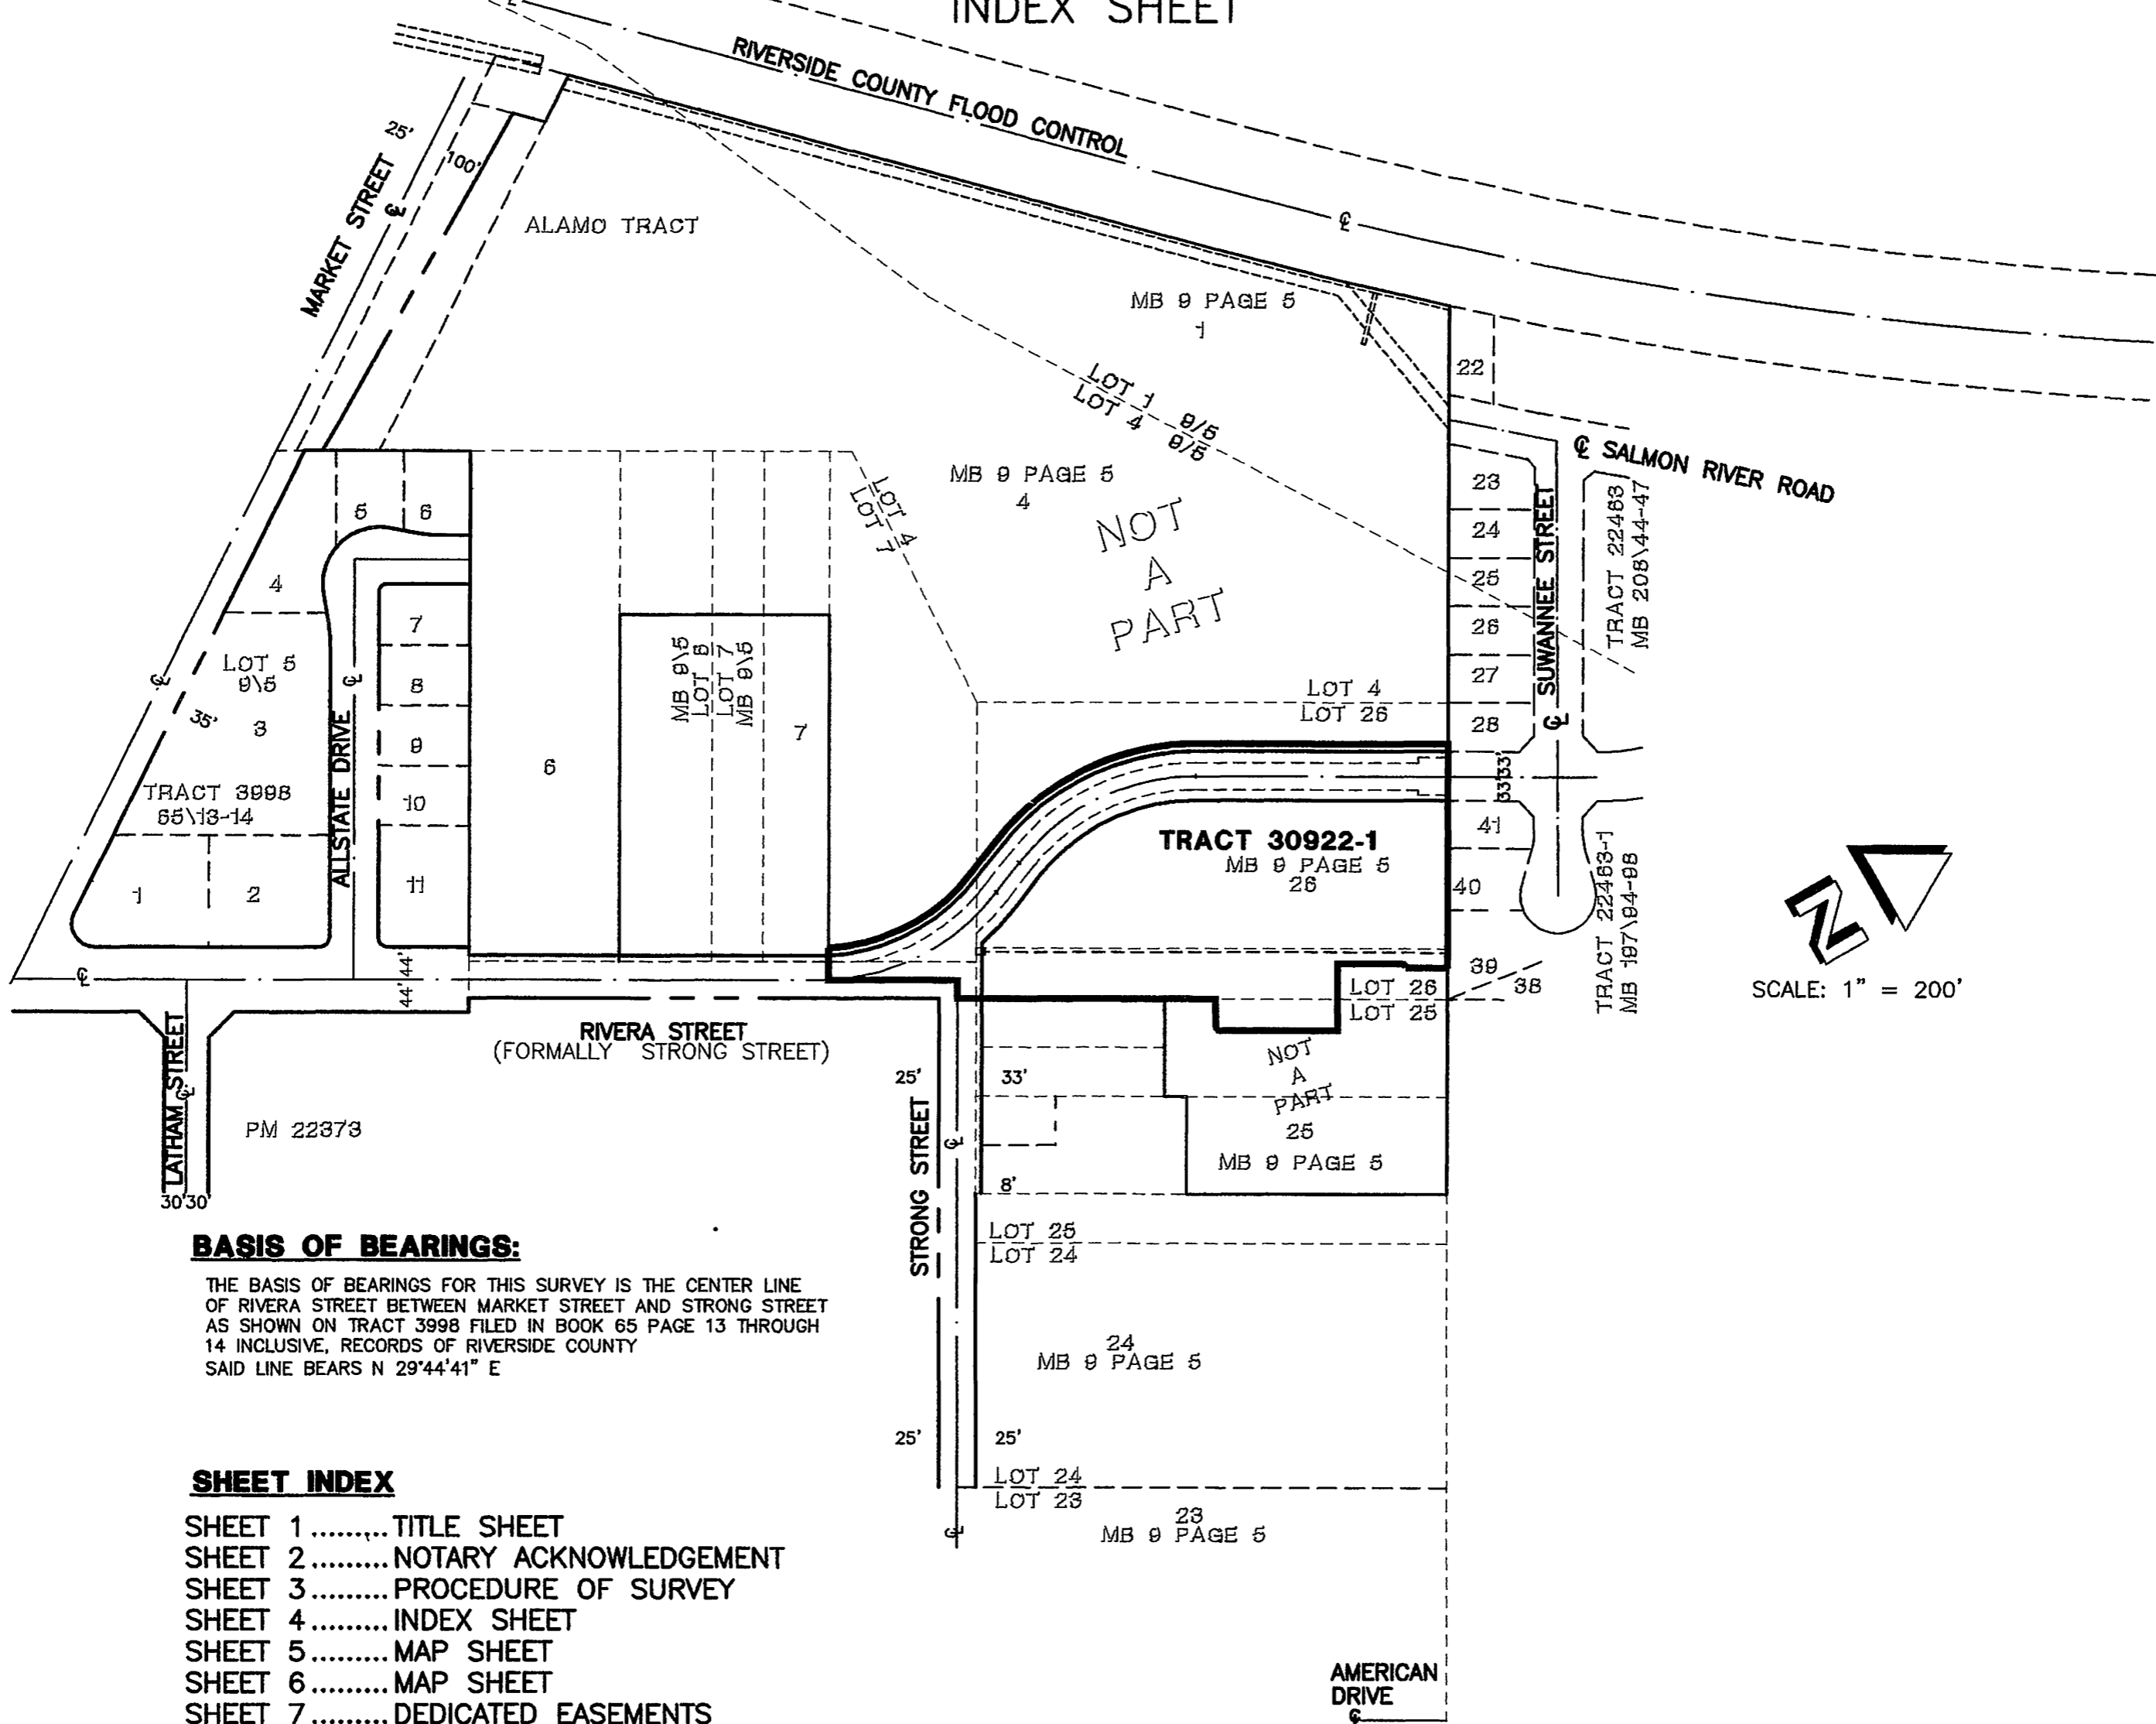 INDEX SHEET
RIVERSIDE COUNTY FLOOD CONTROL
℄
25'
100'
MARKET STREET
℄
ALAMO TRACT
℄
MB 9 PAGE 5
1
22
LOT 1 9/5
LOT 4 9/5
℄ SALMON RIVER ROAD
MB 9 PAGE 5
4
LOT 4
LOT 7
NOT
A
PART
5
6
4
23
24
25
26
27
28
SUWANNEE STREET
℄
TRACT 22463
MB 208\44-47
7
8
9
10
11
LOT 5
9\5
℄
35'
3
ALLSTATE DRIVE
℄
MB 9\5
LOT 8
LOT 7
MB 9\5
7
6
LOT 4
LOT 26
33'
33'
TRACT 3998
65\13-14
1
2
TRACT 30922-1
MB 9 PAGE 5
26
41
40
39
38
TRACT 22463-1
MB 197\94-98
N
SCALE: 1" = 200'
℄
44'
44'
LOT 26
LOT 25
RIVERA STREET
(FORMALLY STRONG STREET)
LATHAM STREET
℄
30'
30'
PM 22373
25'
33'
STRONG STREET
℄
NOT
A
PART
25
MB 9 PAGE 5
8'
LOT 25
LOT 24
BASIS OF BEARINGS:
THE BASIS OF BEARINGS FOR THIS SURVEY IS THE CENTER LINE
OF RIVERA STREET BETWEEN MARKET STREET AND STRONG STREET
AS SHOWN ON TRACT 3998 FILED IN BOOK 65 PAGE 13 THROUGH
14 INCLUSIVE, RECORDS OF RIVERSIDE COUNTY
SAID LINE BEARS N 29°44'41" E
24
MB 9 PAGE 5
25'
25'
LOT 24
LOT 23
23
MB 9 PAGE 5
℄
SHEET INDEX
SHEET 1.........TITLE SHEET
SHEET 2.........NOTARY ACKNOWLEDGEMENT
SHEET 3.........PROCEDURE OF SURVEY
SHEET 4.........INDEX SHEET
SHEET 5.........MAP SHEET
SHEET 6.........MAP SHEET
SHEET 7.........DEDICATED EASEMENTS
AMERICAN
DRIVE
℄